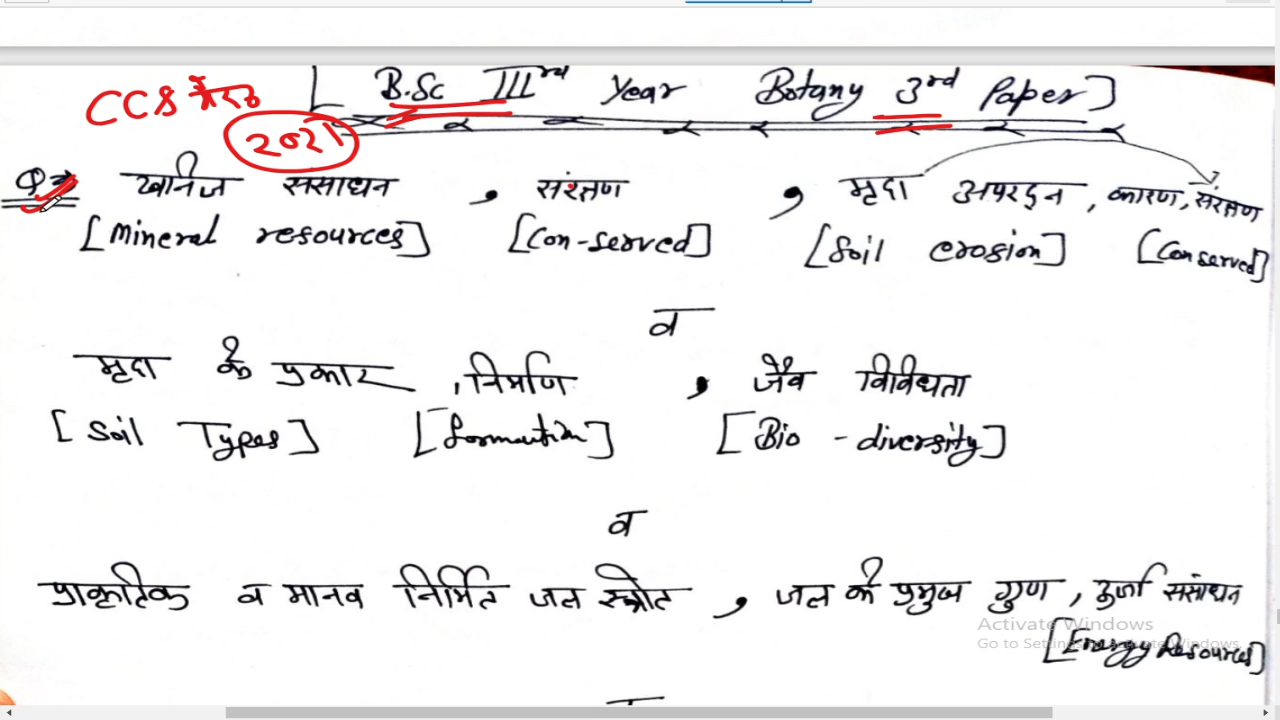 [ B.Sc IIIrd Year Botany 3rd Paper ]
CCS मेरठ
2021
खनिज संसाधन , संरक्षण , मृदा अपरदन , कारण, संरक्षण
[Mineral resources] [Con-served] [Soil erosion] [Conserved]
व
मृदा के प्रकार , निर्माण , जैव विविधता
[Soil Types] [formation] [Bio - diversity]
व
प्राकृतिक व मानव निर्मित जल स्त्रोत , जल के प्रमुख गुण , ऊर्जा संसाधन
Activate Windows
Go to Settings to activate Windows.
[Energy Resources]